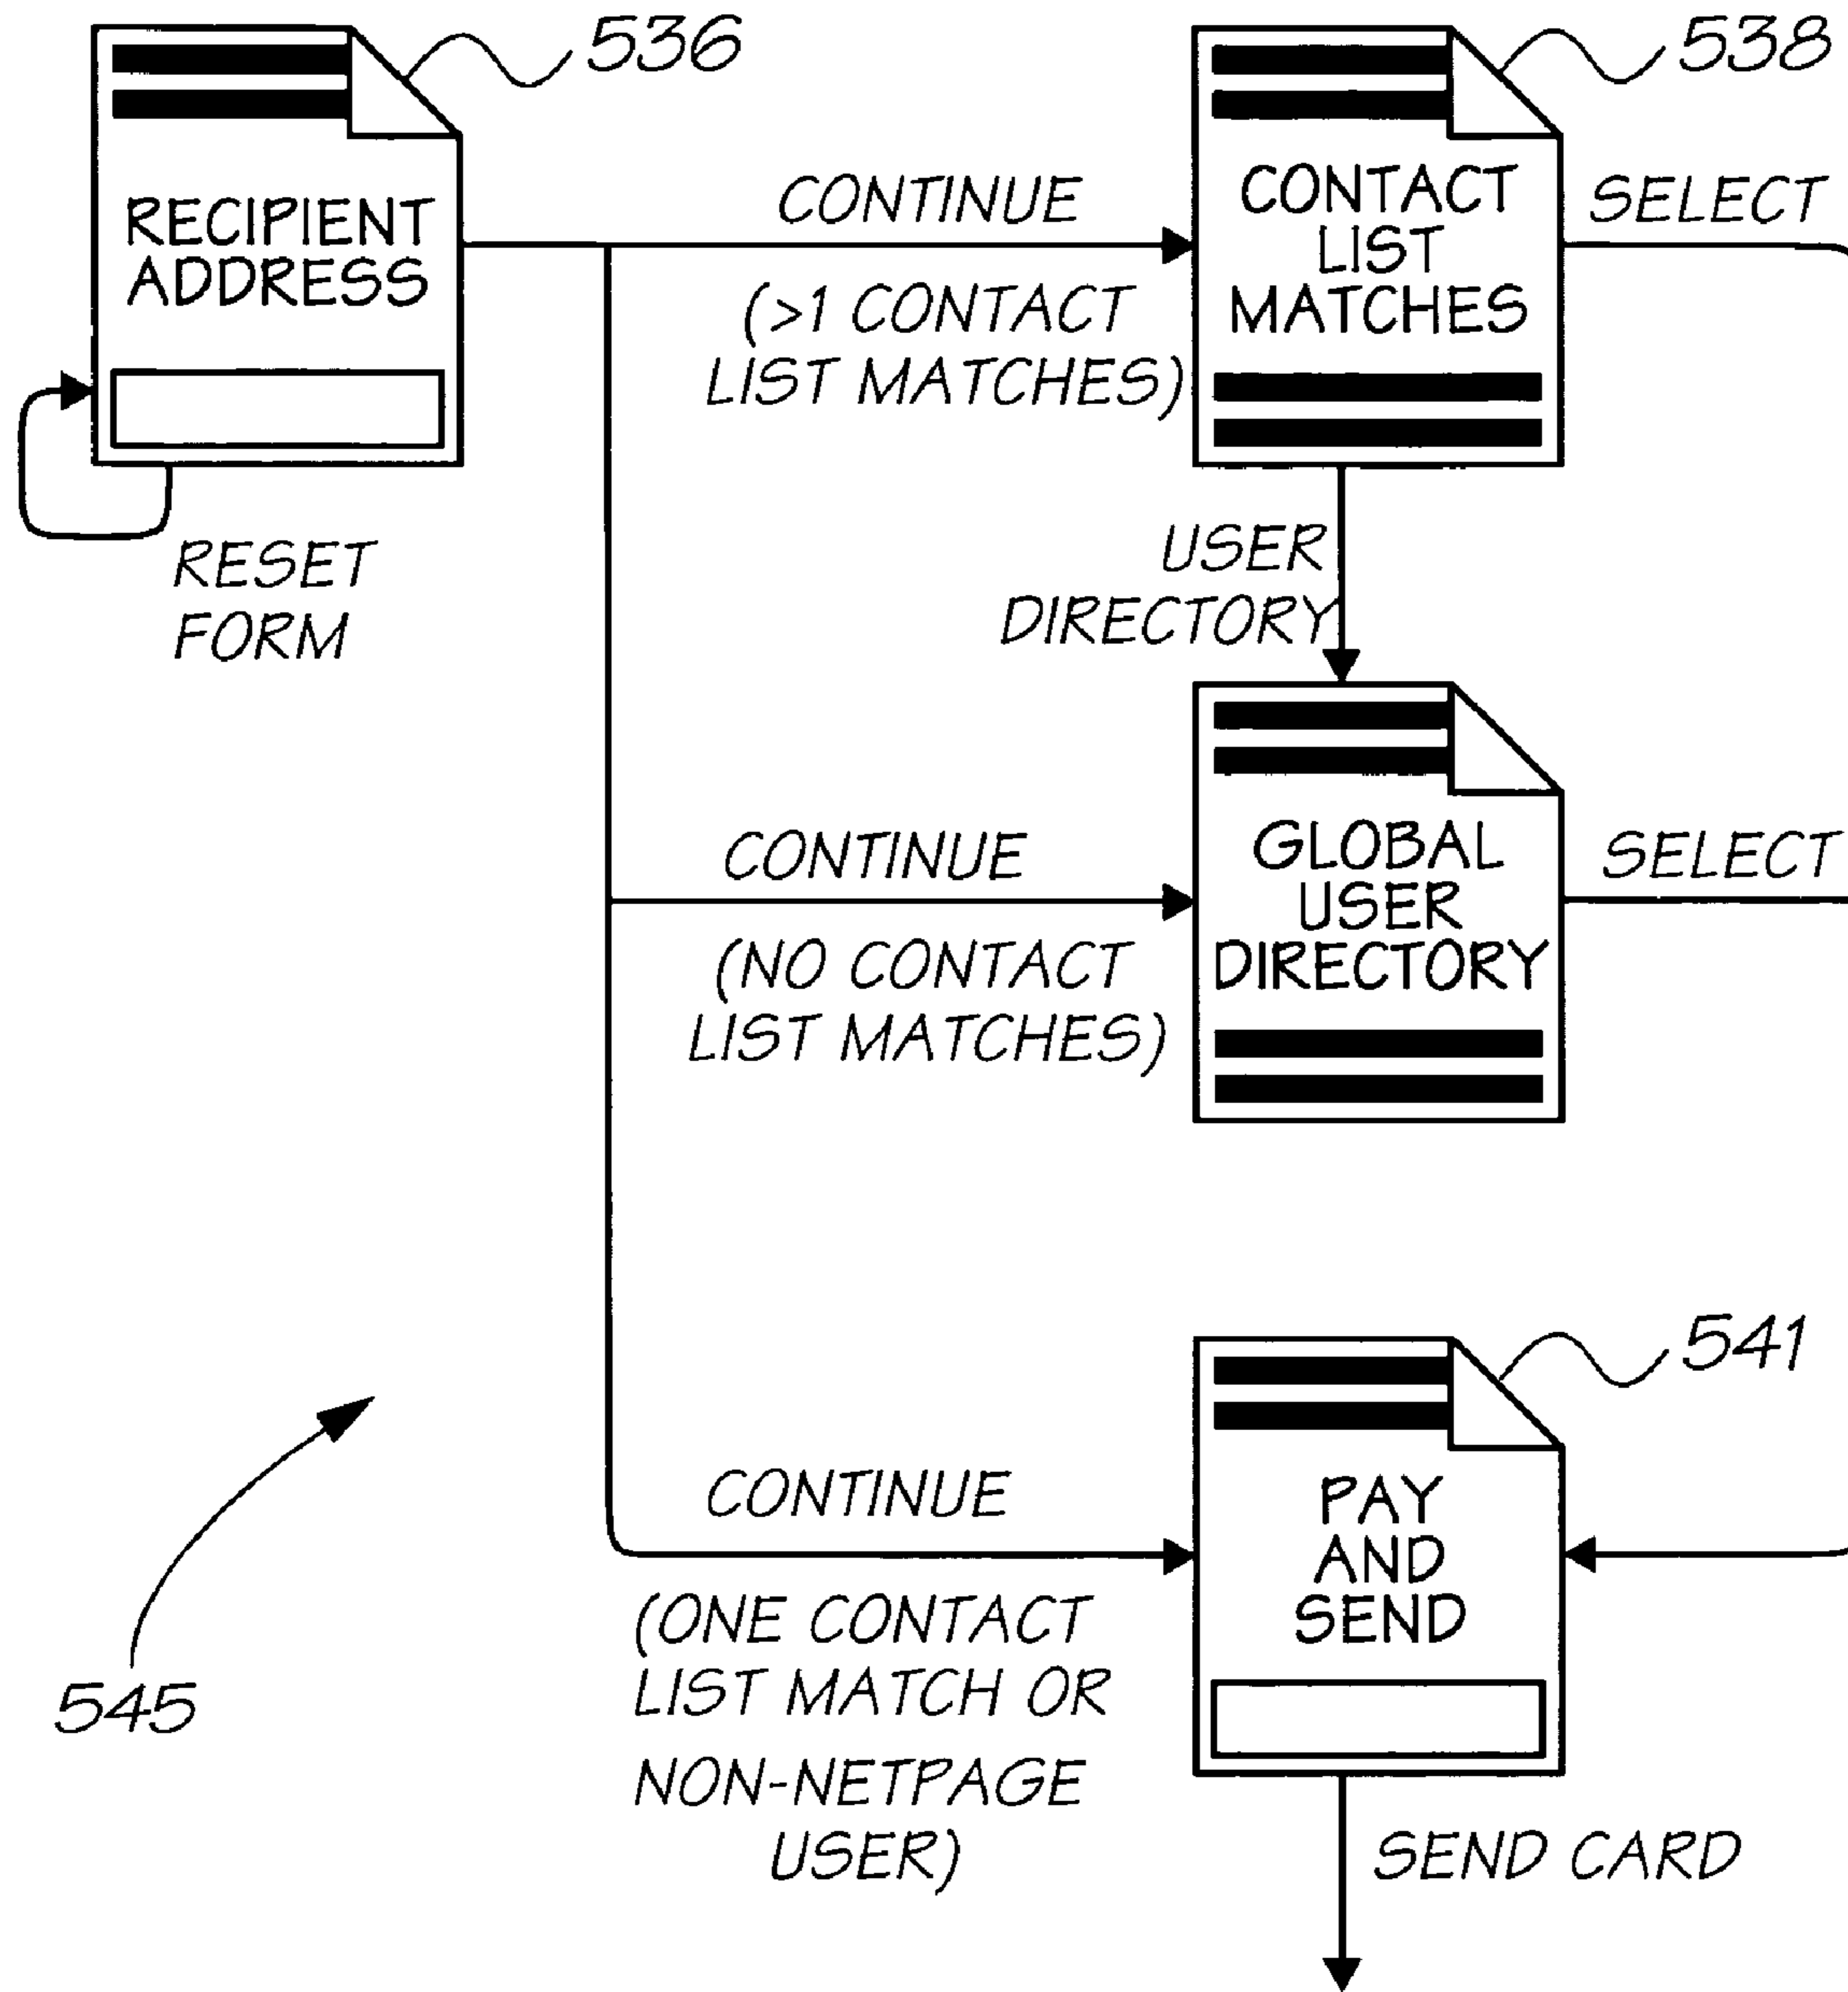 536
RECIPIENT
ADDRESS
RESET
FORM
CONTINUE
(>1 CONTACT
LIST MATCHES)
538
CONTACT
LIST
MATCHES
SELECT
USER
DIRECTORY
CONTINUE
(NO CONTACT
LIST MATCHES)
GLOBAL
USER
DIRECTORY
SELECT
541
CONTINUE
(ONE CONTACT
LIST MATCH OR
NON-NETPAGE
USER)
PAY
AND
SEND
SEND CARD
545